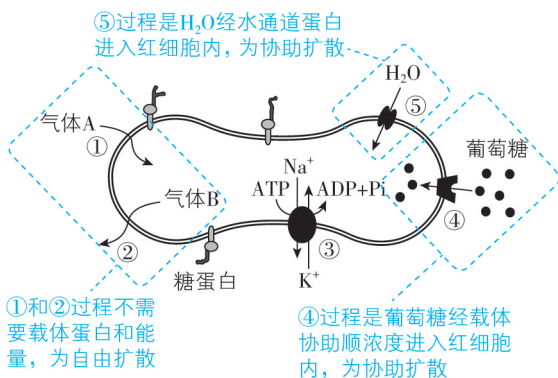 ⑤过程是H₂O经水通道蛋白
进入红细胞内，为协助扩散
H₂O
⑤
气体A
①
葡萄糖
Na⁺
ATP
ADP+Pi
气体B
④
②
③
糖蛋白
K⁺
①和②过程不需
要载体蛋白和能
量，为自由扩散
④过程是葡萄糖经载体
协助顺浓度进入红细胞
内，为协助扩散